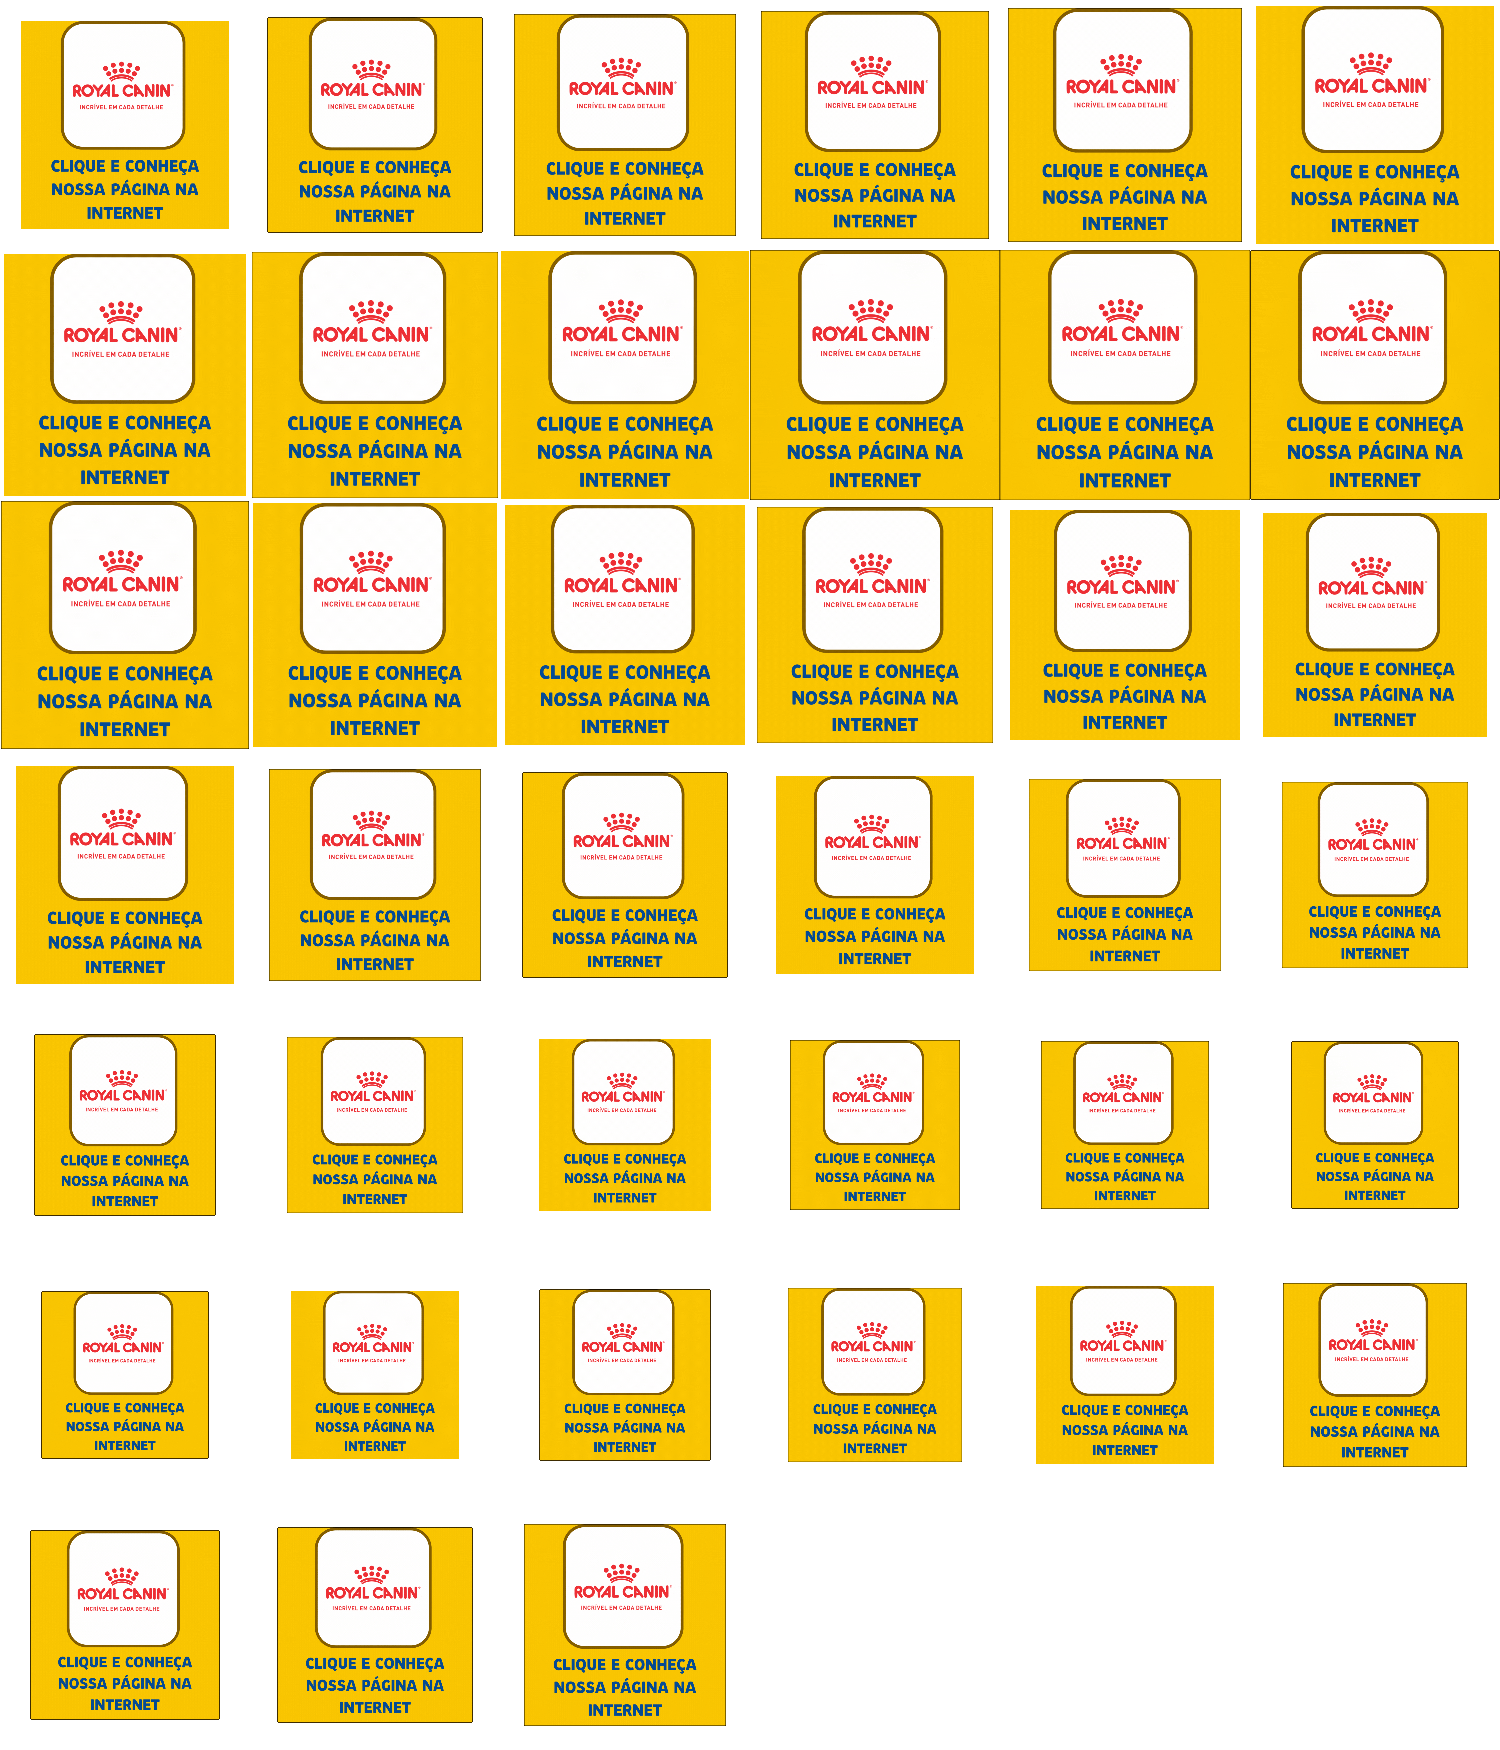 ROYAL CANIN®
INCRÍVEL EM CADA DETALHE
CLIQUE E CONHEÇA
NOSSA PÁGINA NA
INTERNET
ROYAL CANIN®
INCRÍVEL EM CADA DETALHE
CLIQUE E CONHEÇA
NOSSA PÁGINA NA
INTERNET
ROYAL CANIN®
INCRÍVEL EM CADA DETALHE
CLIQUE E CONHEÇA
NOSSA PÁGINA NA
INTERNET
ROYAL CANIN®
INCRÍVEL EM CADA DETALHE
CLIQUE E CONHEÇA
NOSSA PÁGINA NA
INTERNET
ROYAL CANIN®
INCRÍVEL EM CADA DETALHE
CLIQUE E CONHEÇA
NOSSA PÁGINA NA
INTERNET
ROYAL CANIN®
INCRÍVEL EM CADA DETALHE
CLIQUE E CONHEÇA
NOSSA PÁGINA NA
INTERNET
ROYAL CANIN®
INCRÍVEL EM CADA DETALHE
CLIQUE E CONHEÇA
NOSSA PÁGINA NA
INTERNET
ROYAL CANIN®
INCRÍVEL EM CADA DETALHE
CLIQUE E CONHEÇA
NOSSA PÁGINA NA
INTERNET
ROYAL CANIN®
INCRÍVEL EM CADA DETALHE
CLIQUE E CONHEÇA
NOSSA PÁGINA NA
INTERNET
ROYAL CANIN®
INCRÍVEL EM CADA DETALHE
CLIQUE E CONHEÇA
NOSSA PÁGINA NA
INTERNET
ROYAL CANIN®
INCRÍVEL EM CADA DETALHE
CLIQUE E CONHEÇA
NOSSA PÁGINA NA
INTERNET
ROYAL CANIN®
INCRÍVEL EM CADA DETALHE
CLIQUE E CONHEÇA
NOSSA PÁGINA NA
INTERNET
ROYAL CANIN®
INCRÍVEL EM CADA DETALHE
CLIQUE E CONHEÇA
NOSSA PÁGINA NA
INTERNET
ROYAL CANIN®
INCRÍVEL EM CADA DETALHE
CLIQUE E CONHEÇA
NOSSA PÁGINA NA
INTERNET
ROYAL CANIN®
INCRÍVEL EM CADA DETALHE
CLIQUE E CONHEÇA
NOSSA PÁGINA NA
INTERNET
ROYAL CANIN®
INCRÍVEL EM CADA DETALHE
CLIQUE E CONHEÇA
NOSSA PÁGINA NA
INTERNET
ROYAL CANIN®
INCRÍVEL EM CADA DETALHE
CLIQUE E CONHEÇA
NOSSA PÁGINA NA
INTERNET
ROYAL CANIN®
INCRÍVEL EM CADA DETALHE
CLIQUE E CONHEÇA
NOSSA PÁGINA NA
INTERNET
ROYAL CANIN®
INCRÍVEL EM CADA DETALHE
CLIQUE E CONHEÇA
NOSSA PÁGINA NA
INTERNET
ROYAL CANIN®
INCRÍVEL EM CADA DETALHE
CLIQUE E CONHEÇA
NOSSA PÁGINA NA
INTERNET
ROYAL CANIN®
INCRÍVEL EM CADA DETALHE
CLIQUE E CONHEÇA
NOSSA PÁGINA NA
INTERNET
ROYAL CANIN®
INCRÍVEL EM CADA DETALHE
CLIQUE E CONHEÇA
NOSSA PÁGINA NA
INTERNET
ROYAL CANIN®
INCRÍVEL EM CADA DETALHE
CLIQUE E CONHEÇA
NOSSA PÁGINA NA
INTERNET
ROYAL CANIN®
INCRÍVEL EM CADA DETALHE
CLIQUE E CONHEÇA
NOSSA PÁGINA NA
INTERNET
ROYAL CANIN®
INCRÍVEL EM CADA DETALHE
CLIQUE E CONHEÇA
NOSSA PÁGINA NA
INTERNET
ROYAL CANIN®
INCRÍVEL EM CADA DETALHE
CLIQUE E CONHEÇA
NOSSA PÁGINA NA
INTERNET
ROYAL CANIN®
INCRÍVEL EM CADA DETALHE
CLIQUE E CONHEÇA
NOSSA PÁGINA NA
INTERNET
ROYAL CANIN®
INCRÍVEL EM CADA DETALHE
CLIQUE E CONHEÇA
NOSSA PÁGINA NA
INTERNET
ROYAL CANIN®
INCRÍVEL EM CADA DETALHE
CLIQUE E CONHEÇA
NOSSA PÁGINA NA
INTERNET
ROYAL CANIN®
INCRÍVEL EM CADA DETALHE
CLIQUE E CONHEÇA
NOSSA PÁGINA NA
INTERNET
ROYAL CANIN®
INCRÍVEL EM CADA DETALHE
CLIQUE E CONHEÇA
NOSSA PÁGINA NA
INTERNET
ROYAL CANIN®
INCRÍVEL EM CADA DETALHE
CLIQUE E CONHEÇA
NOSSA PÁGINA NA
INTERNET
ROYAL CANIN®
INCRÍVEL EM CADA DETALHE
CLIQUE E CONHEÇA
NOSSA PÁGINA NA
INTERNET
ROYAL CANIN®
INCRÍVEL EM CADA DETALHE
CLIQUE E CONHEÇA
NOSSA PÁGINA NA
INTERNET
ROYAL CANIN®
INCRÍVEL EM CADA DETALHE
CLIQUE E CONHEÇA
NOSSA PÁGINA NA
INTERNET
ROYAL CANIN®
INCRÍVEL EM CADA DETALHE
CLIQUE E CONHEÇA
NOSSA PÁGINA NA
INTERNET
ROYAL CANIN®
INCRÍVEL EM CADA DETALHE
CLIQUE E CONHEÇA
NOSSA PÁGINA NA
INTERNET
ROYAL CANIN®
INCRÍVEL EM CADA DETALHE
CLIQUE E CONHEÇA
NOSSA PÁGINA NA
INTERNET
ROYAL CANIN®
INCRÍVEL EM CADA DETALHE
CLIQUE E CONHEÇA
NOSSA PÁGINA NA
INTERNET